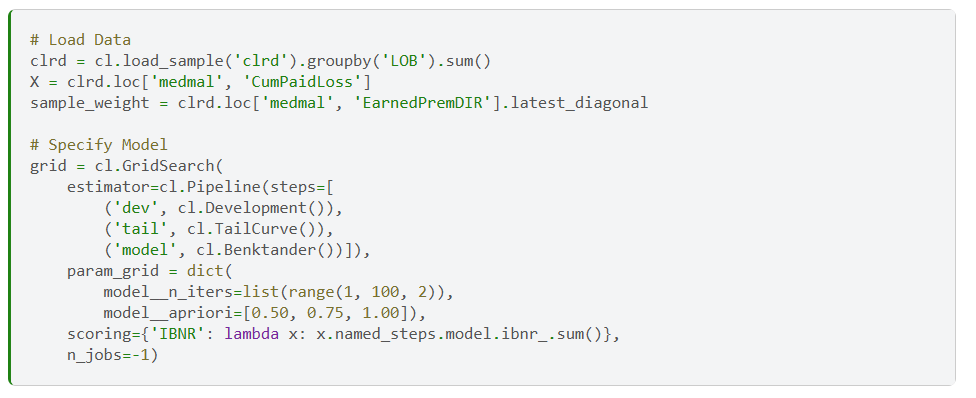 # Load Data
clrd = cl.load_sample('clrd').groupby('LOB').sum()
X = clrd.loc['medmal', 'CumPaidLoss']
sample_weight = clrd.loc['medmal', 'EarnedPremDIR'].latest_diagonal

# Specify Model
grid = cl.GridSearch(
    estimator=cl.Pipeline(steps=[
        ('dev', cl.Development()),
        ('tail', cl.TailCurve()),
        ('model', cl.Benktander())]),
    param_grid = dict(
        model__n_iters=list(range(1, 100, 2)),
        model__apriori=[0.50, 0.75, 1.00]),
    scoring={'IBNR': lambda x: x.named_steps.model.ibnr_.sum()},
    n_jobs=-1)